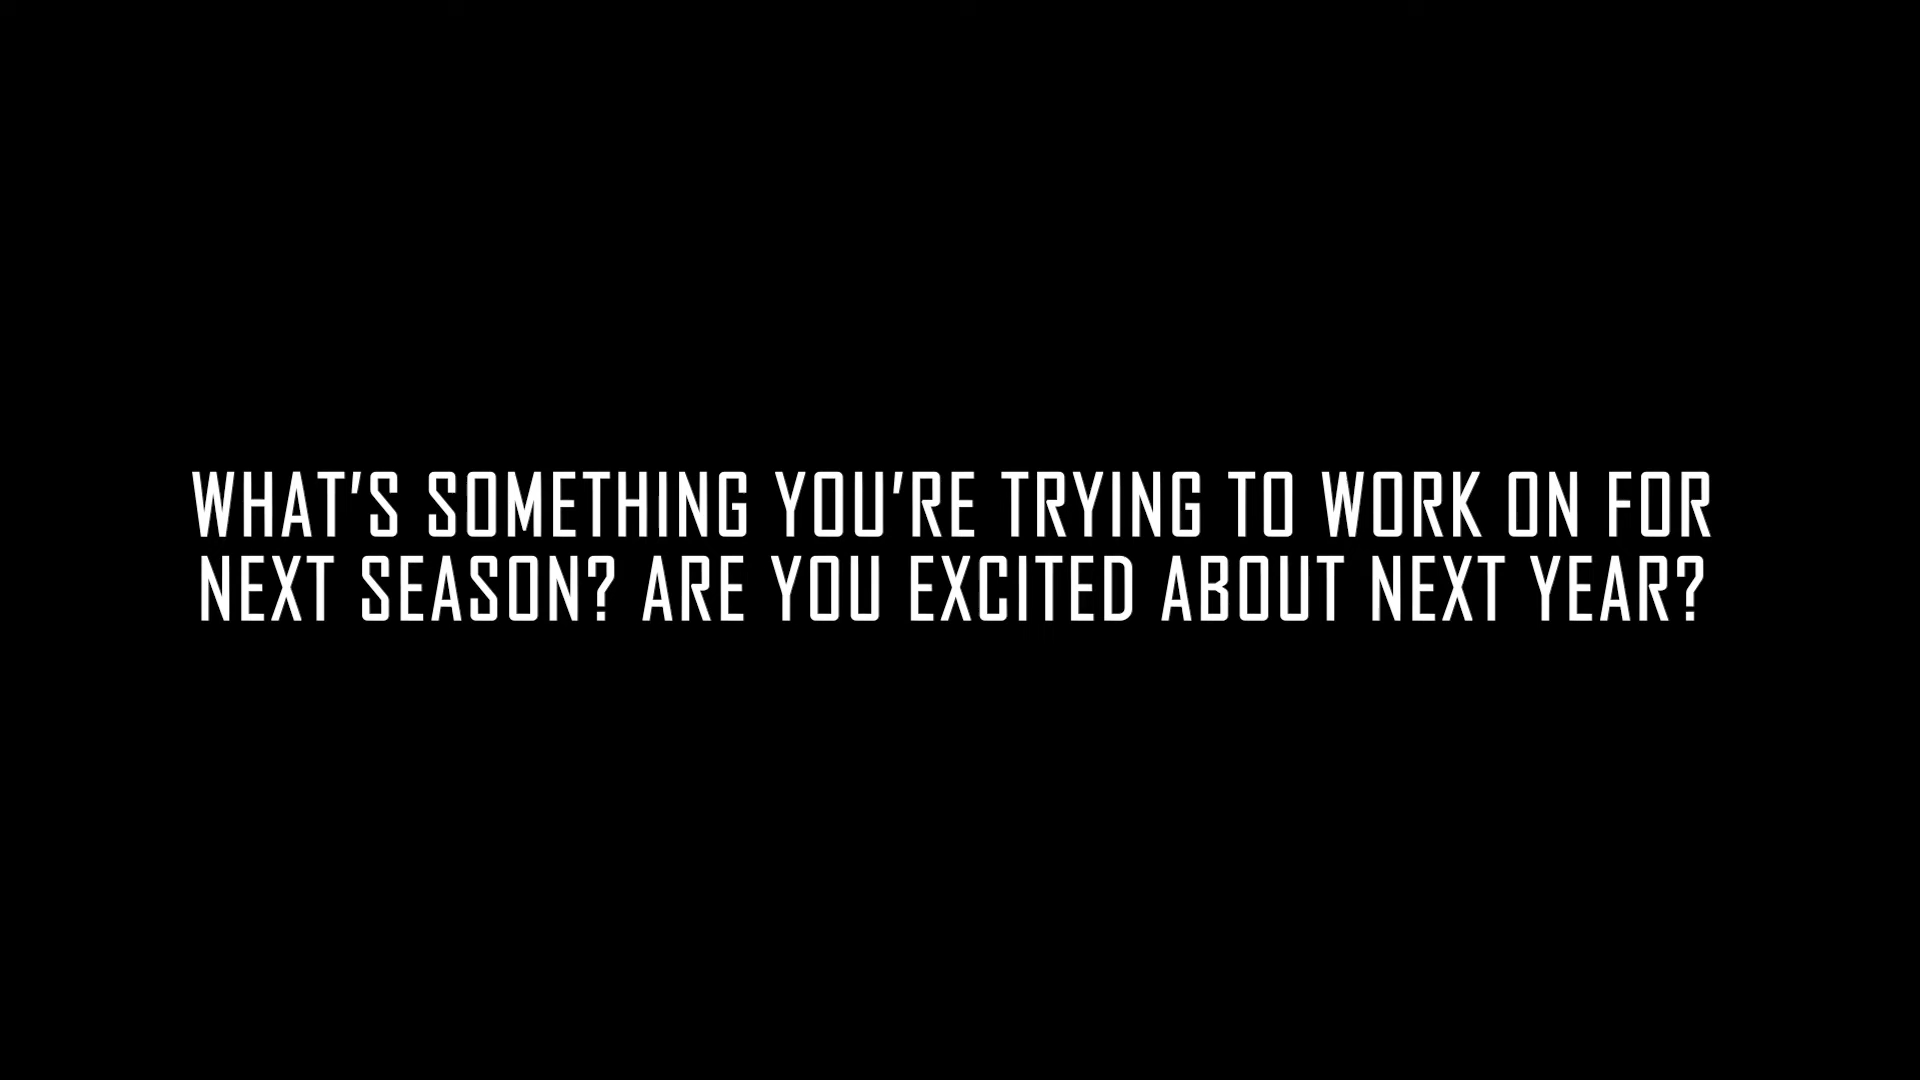 WHAT'S SOMETHING YOU'RE TRYING TO WORK ON FOR
NEXT SEASON? ARE YOU EXCITED ABOUT NEXT YEAR?